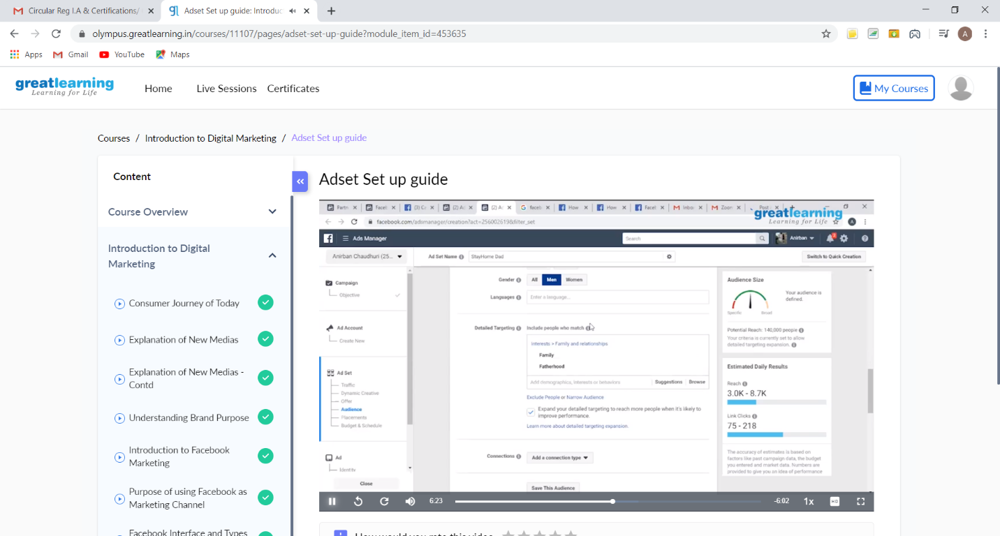 Circular Reg I.A & Certifications/
Adset Set up guide: Introduc
olympus.greatlearning.in/courses/11107/pages/adset-set-up-guide?module_item_id=453635
A
Apps
Gmail
YouTube
Maps
greatlearning
Learning for Life
Home
Live Sessions
Certificates
My Courses
Courses / Introduction to Digital Marketing / Adset Set up guide
Content
Course Overview
Introduction to Digital
Marketing
Consumer Journey of Today
Explanation of New Medias
Explanation of New Medias -
Contd
Understanding Brand Purpose
Introduction to Facebook
Marketing
Purpose of using Facebook as
Marketing Channel
Facebook Interface and Types
Adset Set up guide
greatlearning
Learning for Life
Ads Manager
Search
Anirban
Anirban Chaudhuri (25...
Ad Set Name
StayHome Dad
Switch to Quick Creation
Campaign
Objective
Ad Account
Create New
Ad Set
Traffic
Dynamic Creative
Offer
Audience
Placements
Budget & Schedule
Ad
Identity
Close
Gender
All
Men
Women
Languages
Enter a language...
Detailed Targeting
Include people who match
Interests > Family and relationships
Family
Fatherhood
Add demographics, interests or behaviors
Suggestions
Browse
Exclude People or Narrow Audience
Expand your detailed targeting to reach more people when it's likely to
improve performance.
Learn more about detailed targeting expansion.
Connections
Add a connection type
Save This Audience
Audience Size
Your audience is
defined.
Specific
Broad
Potential Reach: 140,000 people
Your criteria is currently set to allow
detailed targeting expansion.
Estimated Daily Results
Reach
3.0K - 8.7K
Link Clicks
75 - 218
The accuracy of estimates is based on
factors like past campaign data, the budget
you entered and market data. Numbers are
provided to give you an idea of performance
6:23
-6:02
1x
HD
How would you rate this video